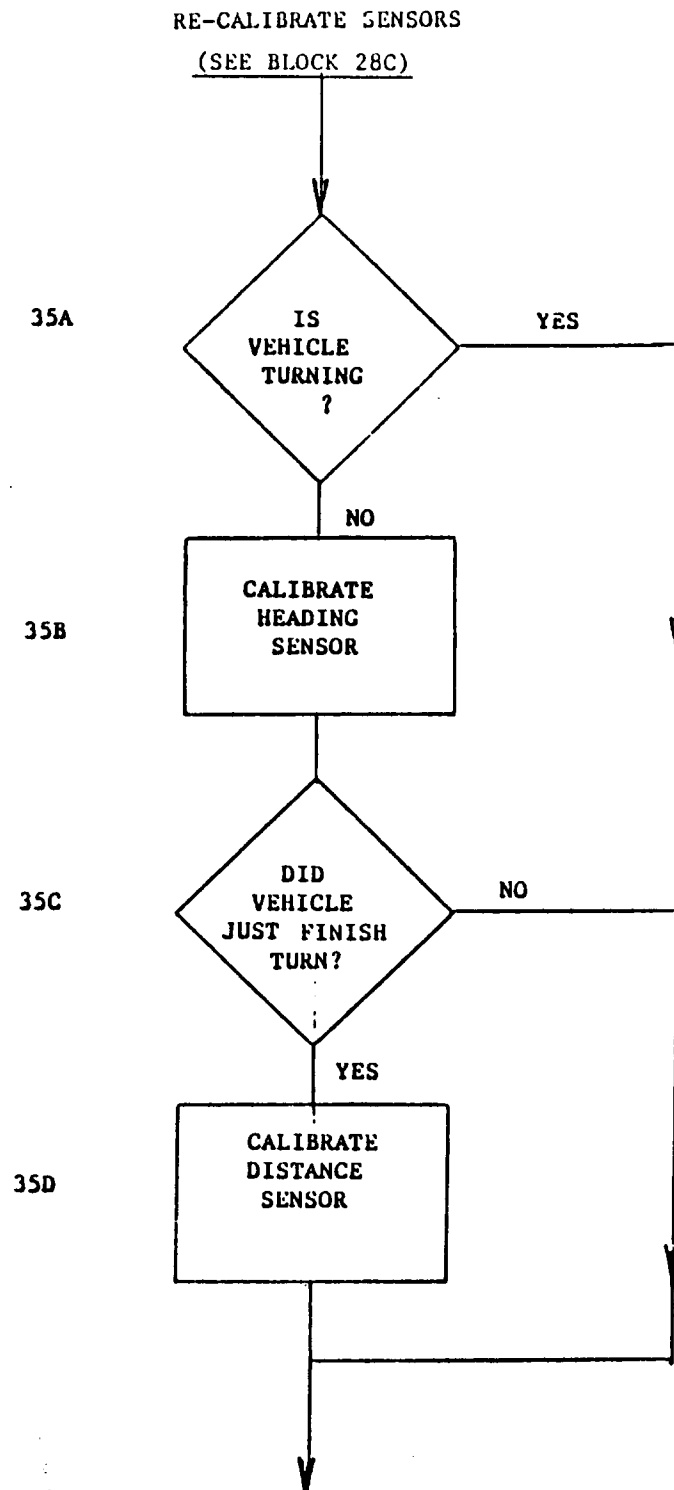 RE-CALIBRATE SENSORS
(SEE BLOCK 28C)
35A
IS
VEHICLE
TURNING
?
YES
NO
35B
CALIBRATE
HEADING
SENSOR
35C
DID
VEHICLE
JUST FINISH
TURN?
NO
YES
35D
CALIBRATE
DISTANCE
SENSOR